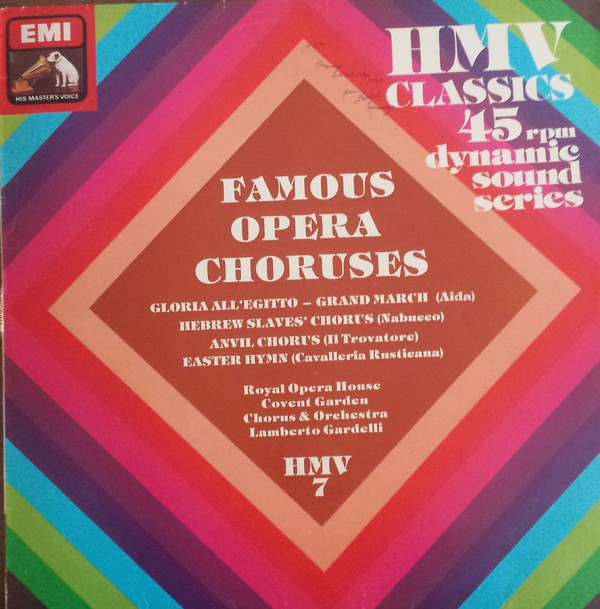 EMI
HIS MASTER'S VOICE
HMV
CLASSICS
45 rpm
dynamic
sound
series
FAMOUS
OPERA
CHORUSES
GLORIA ALL'EGITTO – GRAND MARCH (Aida)
HEBREW SLAVES' CHORUS (Nabucco)
ANVIL CHORUS (Il Trovatore)
EASTER HYMN (Cavalleria Rusticana)
Royal Opera House
Covent Garden
Chorus & Orchestra
Lamberto Gardelli
HMV
7